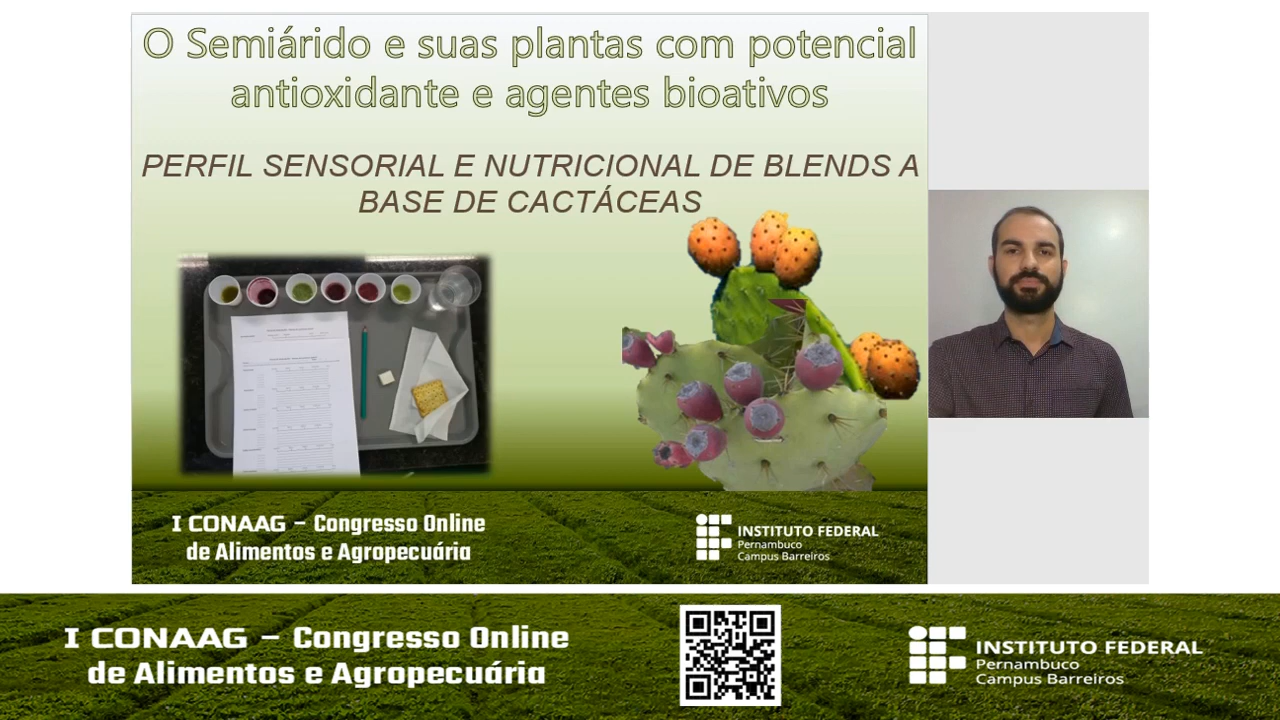 O Semiárido e suas plantas com potencial
antioxidante e agentes bioativos
PERFIL SENSORIAL E NUTRICIONAL DE BLENDS A
BASE DE CACTÁCEAS
I CONAAG – Congresso Online
de Alimentos e Agropecuária
INSTITUTO FEDERAL
Pernambuco
Campus Barreiros
I CONAAG – Congresso Online
de Alimentos e Agropecuária
INSTITUTO FEDERAL
Pernambuco
Campus Barreiros